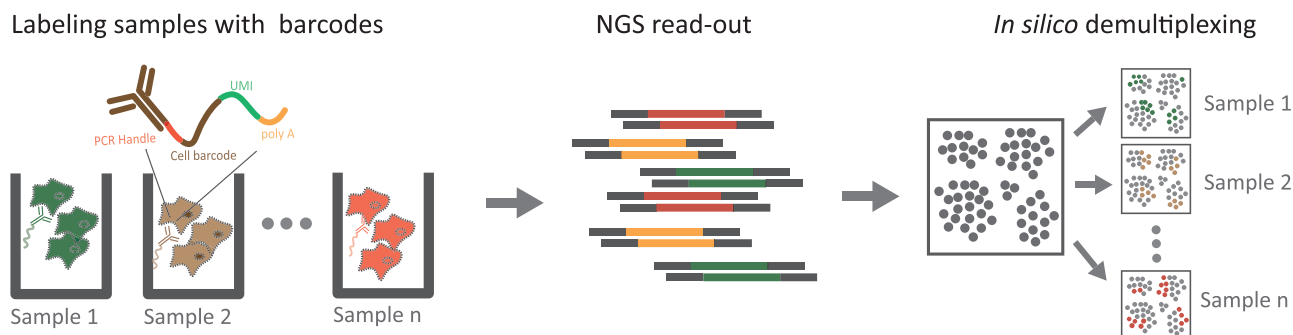 Labeling samples with barcodes
NGS read-out
In silico demultiplexing
UMI
PCR Handle
poly A
Cell barcode
Sample 1
Sample 2
Sample n
Sample 1
Sample 2
Sample n